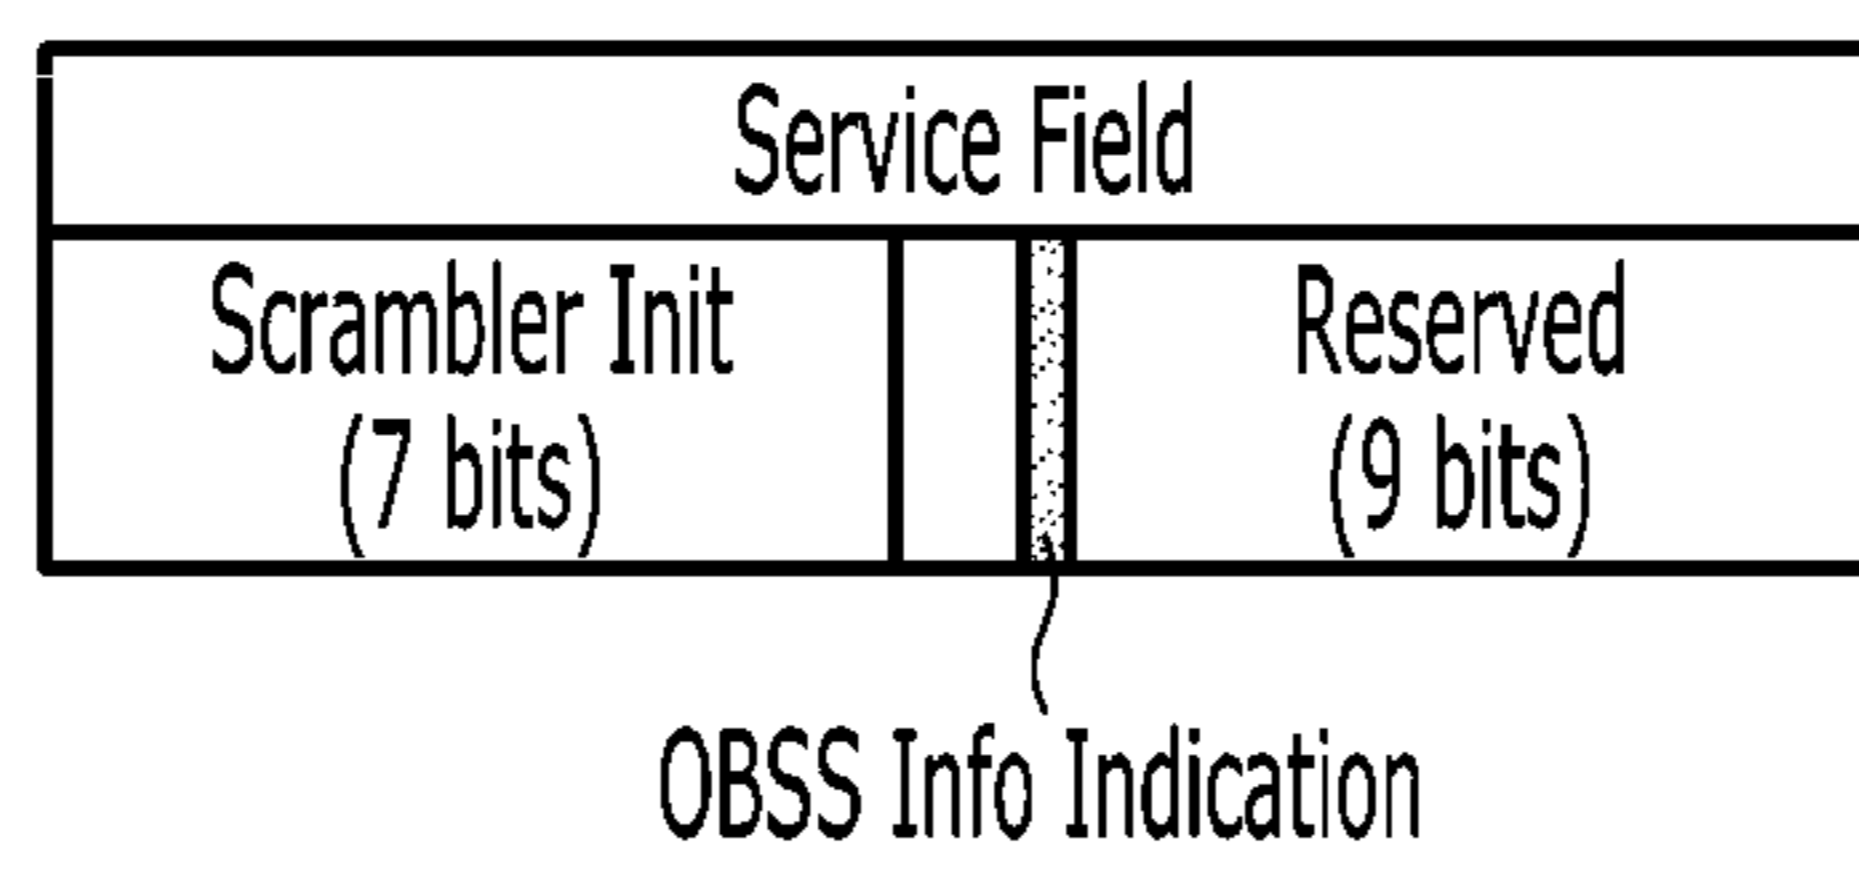 Service Field
Scrambler Init
(7 bits)
Reserved
(9 bits)
OBSS Info Indication